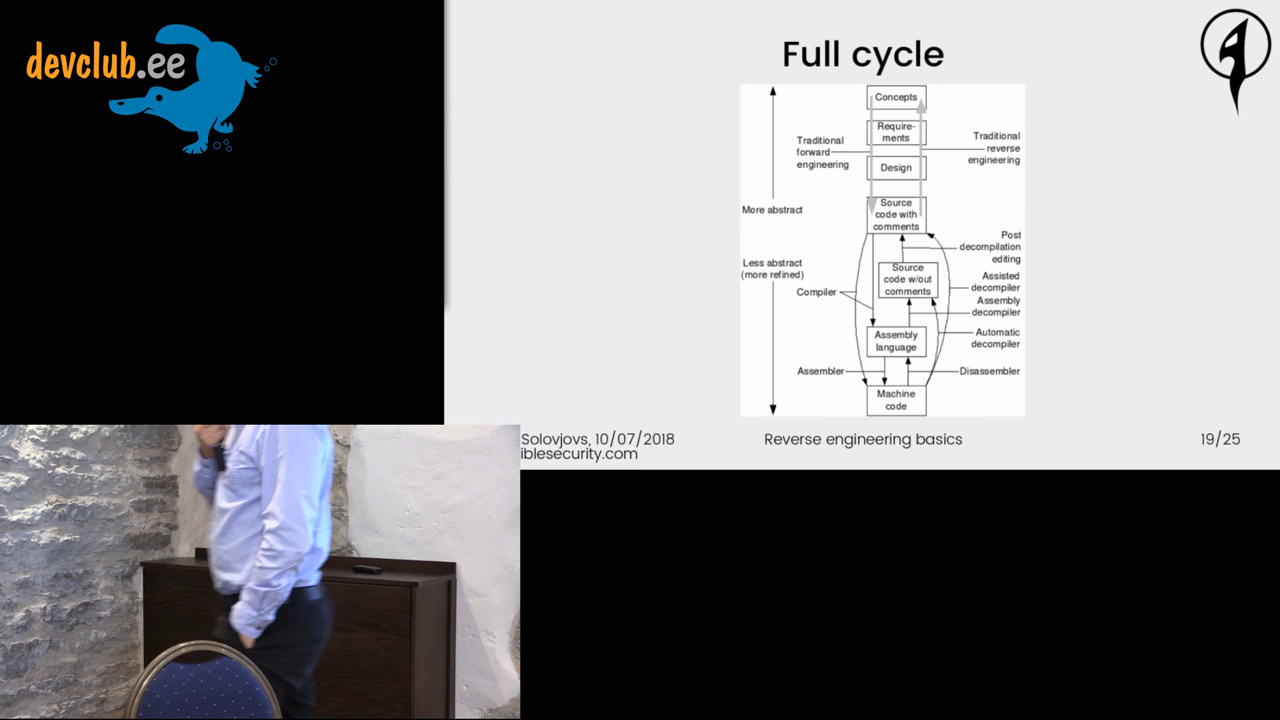 devclub.ee
Full cycle
Concepts
Require-
ments
Traditional
forward
engineering
Traditional
reverse
engineering
Design
More abstract
Source
code with
comments
Post
decompilation
editing
Less abstract
(more refined)
Source
code w/out
comments
Assisted
decompiler
Compiler
Assembly
decompiler
Assembly
language
Automatic
decompiler
Assembler
Disassembler
Machine
code
Solovjovs, 10/07/2018
iblesecurity.com
Reverse engineering basics
19/25